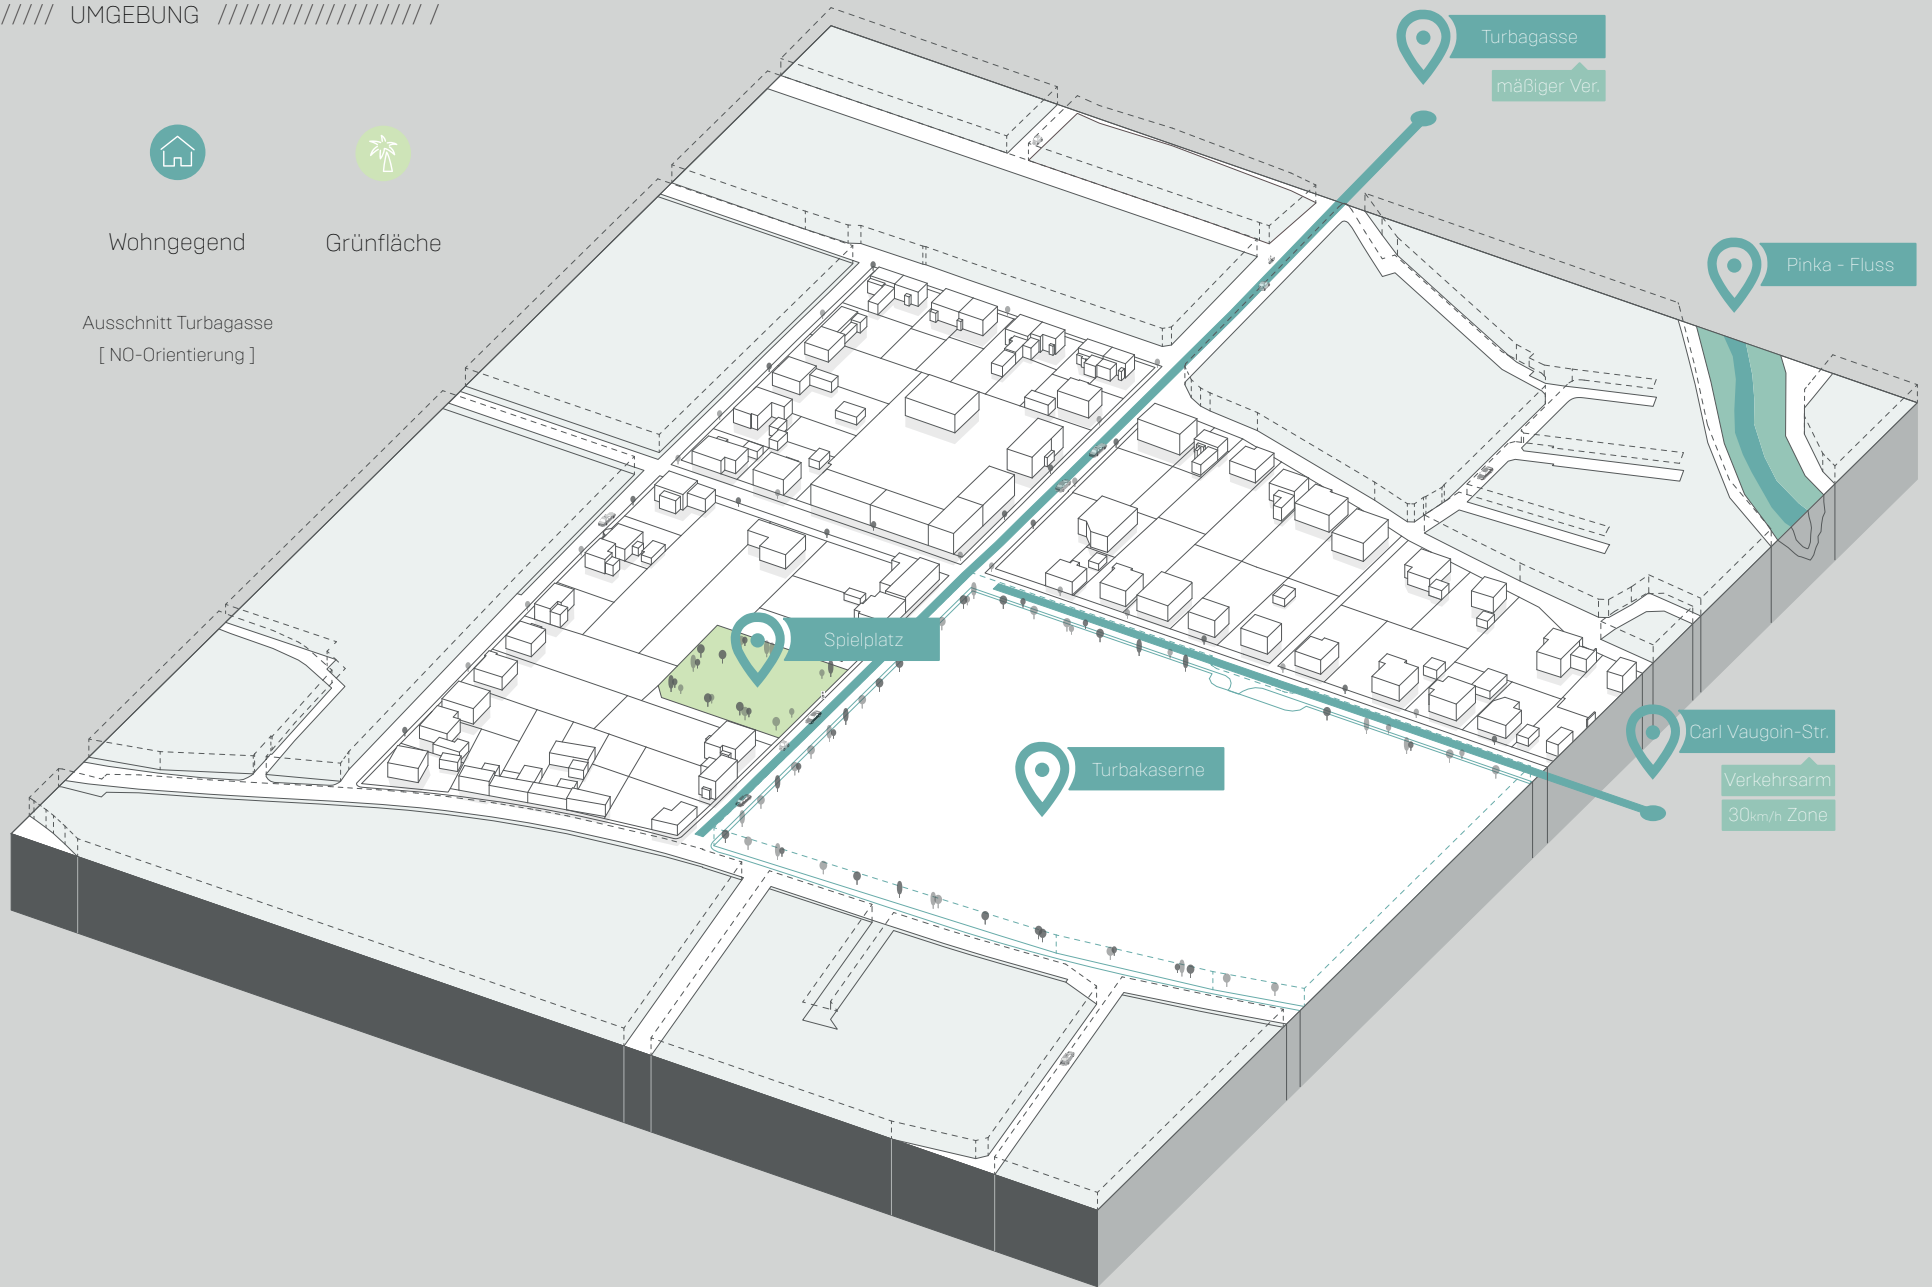 ///// UMGEBUNG /////////////////// /
Wohngegend
Grünfläche
Ausschnitt Turbagasse
[ NO-Orientierung ]
Turbagasse
mäßiger Ver.
Pinka - Fluss
Spielplatz
Turbakaserne
Carl Vaugoin-Str.
Verkehrsarm
30km/h Zone